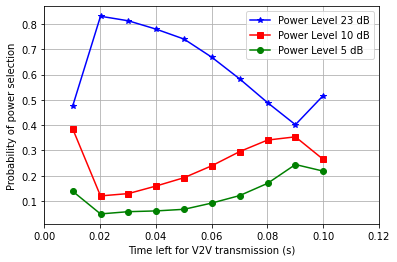 Power Level 23 dB
Power Level 10 dB
Power Level 5 dB
Probability of power selection
0.8
0.7
0.6
0.5
0.4
0.3
0.2
0.1
0.00 0.02 0.04 0.06 0.08 0.10 0.12
Time left for V2V transmission (s)